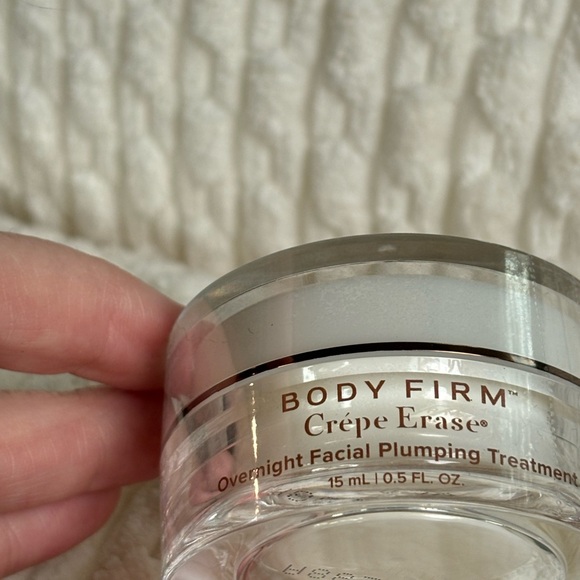 BODY FIRM™
Crépe Erase®
Overnight Facial Plumping Treatment
15 mL | 0.5 FL. OZ.